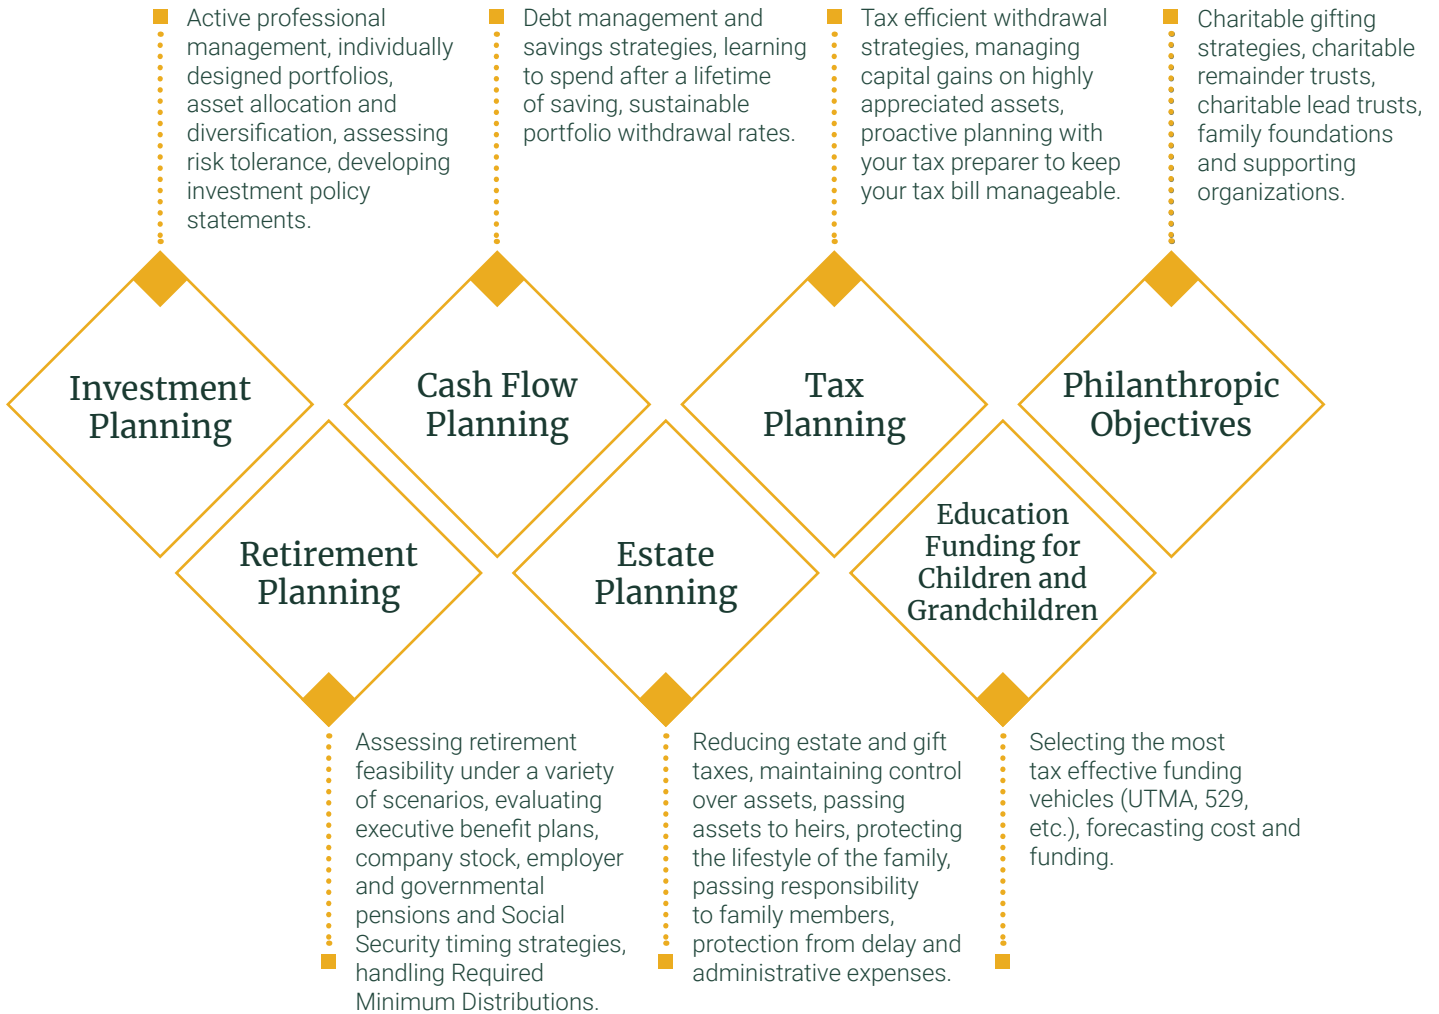 Active professional
management, individually
designed portfolios,
asset allocation and
diversification, assessing
risk tolerance, developing
investment policy
statements.
Debt management and
savings strategies, learning
to spend after a lifetime
of saving, sustainable
portfolio withdrawal rates.
Tax efficient withdrawal
strategies, managing
capital gains on highly
appreciated assets,
proactive planning with
your tax preparer to keep
your tax bill manageable.
Charitable gifting
strategies, charitable
remainder trusts,
charitable lead trusts,
family foundations
and supporting
organizations.
Investment
Planning
Cash Flow
Planning
Tax
Planning
Philanthropic
Objectives
Retirement
Planning
Estate
Planning
Education
Funding for
Children and
Grandchildren
Assessing retirement
feasibility under a variety
of scenarios, evaluating
executive benefit plans,
company stock, employer
and governmental
pensions and Social
Security timing strategies,
handling Required
Minimum Distributions.
Reducing estate and gift
taxes, maintaining control
over assets, passing
assets to heirs, protecting
the lifestyle of the family,
passing responsibility
to family members,
protection from delay and
administrative expenses.
Selecting the most
tax effective funding
vehicles (UTMA, 529,
etc.), forecasting cost and
funding.